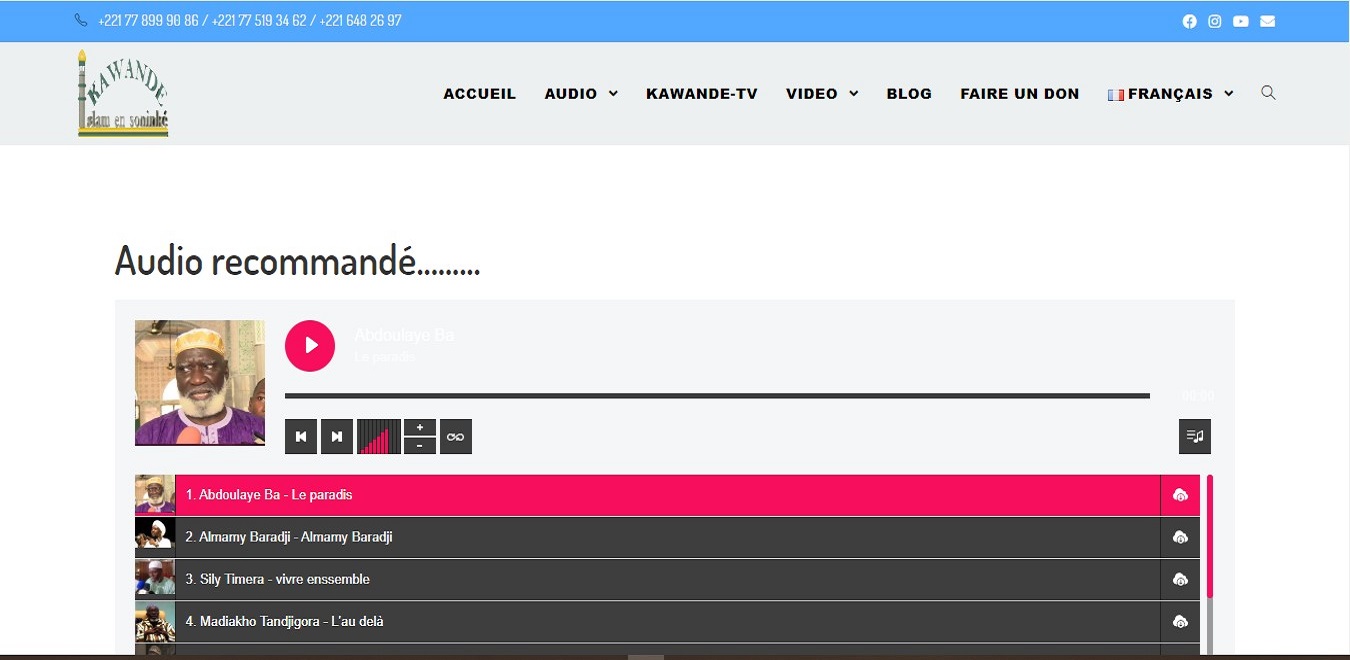 +221 77 899 90 86 / +221 77 519 34 62 / +221 648 26 97
KAWANDE
Islam en soninké
ACCUEIL AUDIO KAWANDE-TV VIDEO BLOG FAIRE UN DON FRANÇAIS
Audio recommandé.........
Abdoulaye Ba
Le paradis
00:00
+
-
1. Abdoulaye Ba - Le paradis
2. Almamy Baradji - Almamy Baradji
3. Sily Timera - vivre enssemble
4. Madiakho Tandjigora - L'au delà